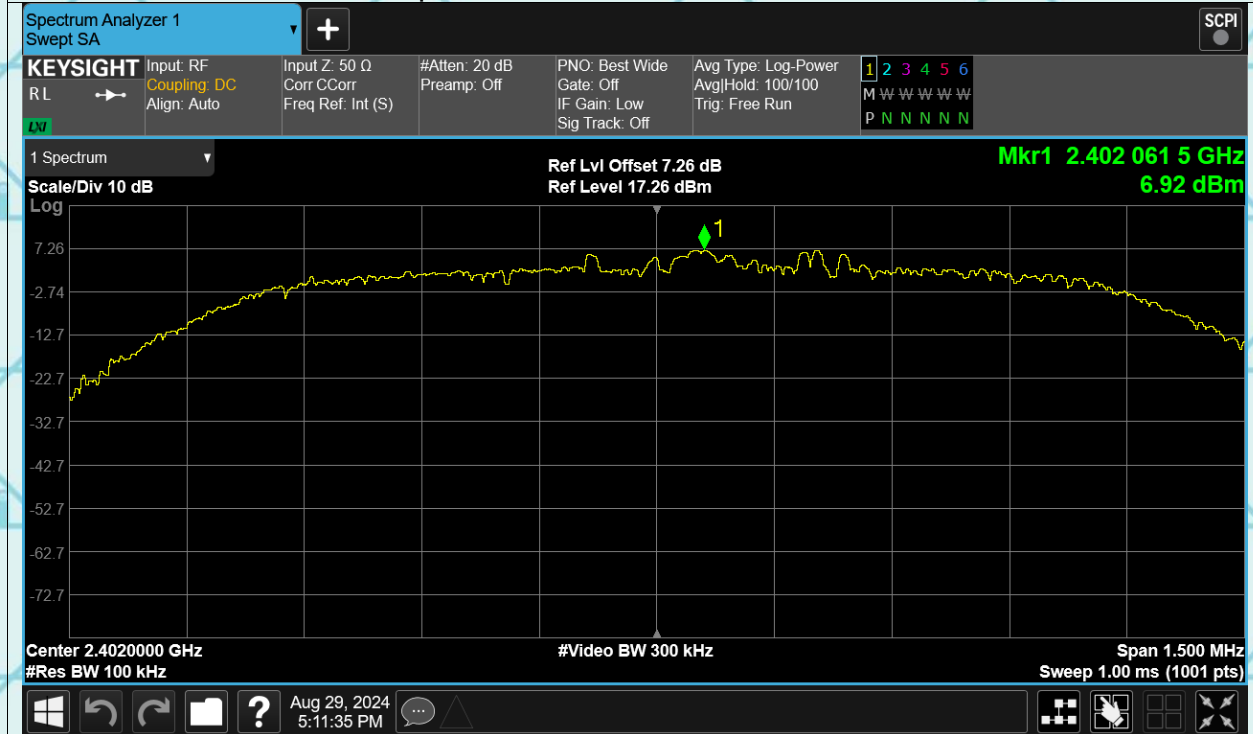 Spectrum Analyzer 1
Swept SA
+
SCPI
KEYSIGHT
RL
LXI
Input: RF
Coupling: DC
Align: Auto
Input Z: 50 Ω
Corr CCorr
Freq Ref: Int (S)
#Atten: 20 dB
Preamp: Off
PNO: Best Wide
Gate: Off
IF Gain: Low
Sig Track: Off
Avg Type: Log-Power
Avg|Hold: 100/100
Trig: Free Run
1 2 3 4 5 6
M W W W W W
P N N N N N
1 Spectrum
Scale/Div 10 dB
Log
Ref Lvl Offset 7.26 dB
Ref Level 17.26 dBm
Mkr1 2.402 061 5 GHz
6.92 dBm
1
7.26
-2.74
-12.7
-22.7
-32.7
-42.7
-52.7
-62.7
-72.7
Center 2.4020000 GHz
#Res BW 100 kHz
#Video BW 300 kHz
Span 1.500 MHz
Sweep 1.00 ms (1001 pts)
?
Aug 29, 2024
5:11:35 PM